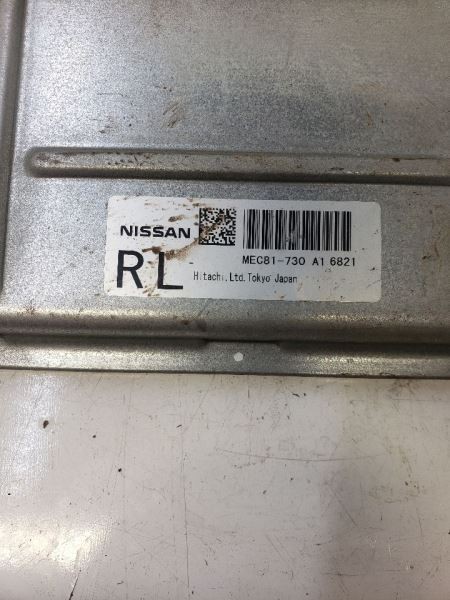 NISSAN
MEC81-730 A1 6821
RL
Hitachi.Ltd.Tokyo Japan